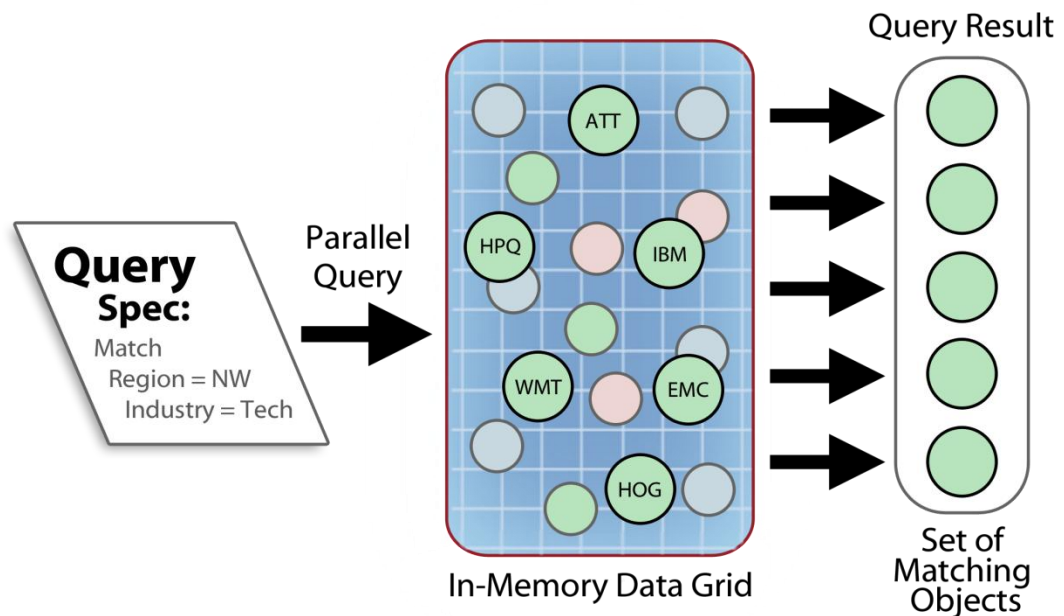 Query
Spec:
Match
Region = NW
Industry = Tech
Parallel
Query
ATT
HPQ
IBM
WMT
EMC
HOG
In-Memory Data Grid
Query Result
Set of
Matching
Objects